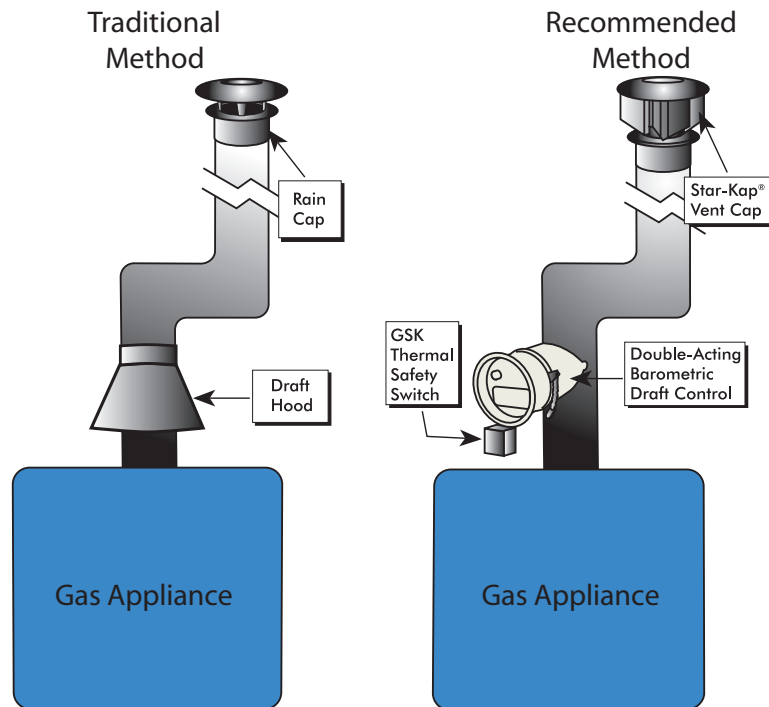 Traditional
Method
Recommended
Method
Rain
Cap
Star-Kap®
Vent Cap
GSK
Thermal
Safety
Switch
Double-Acting
Barometric
Draft Control
Draft
Hood
Gas Appliance
Gas Appliance